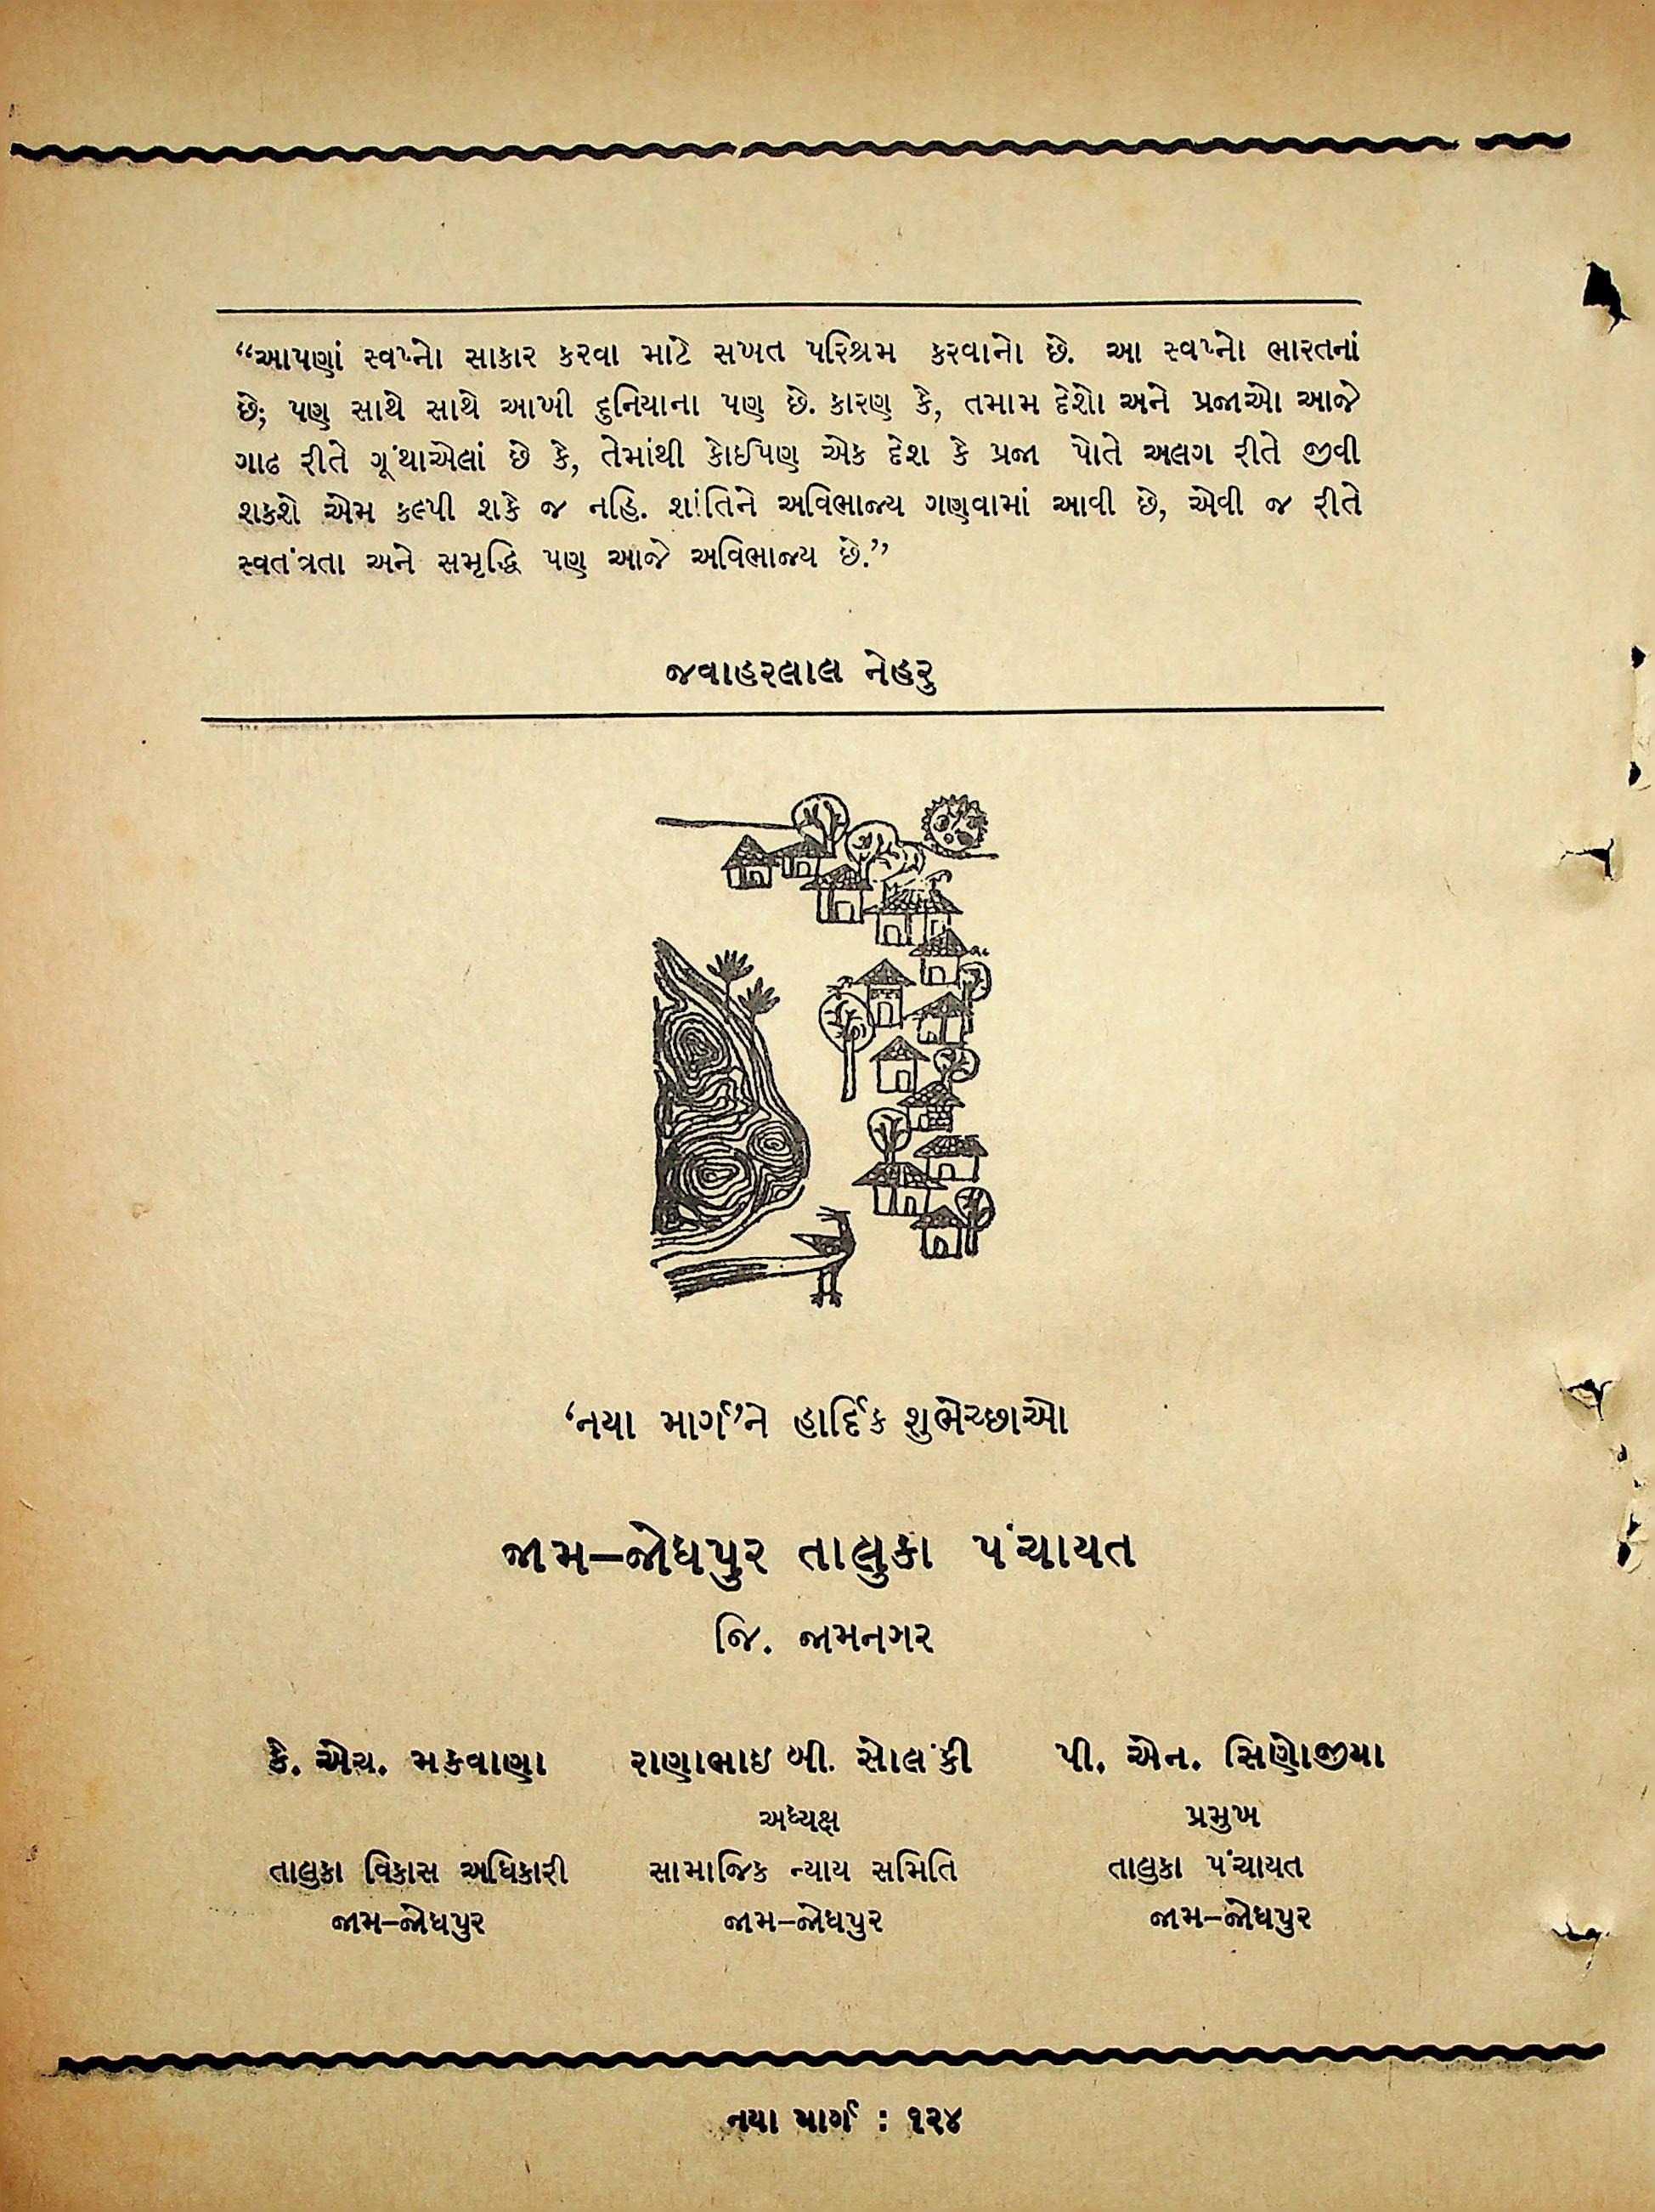 “આપણાં સ્વપ્નો સાકાર કરવા માટે સખત પરિશ્રમ કરવાનો છે. આ સ્વપ્નો ભારતનાં
છે; પણ સાથે સાથે આખી દુનિયાના પણ છે. કારણ કે, તમામ દેશો અને પ્રજાઓ આજે
ગાઢ રીતે ગૂંથાએલાં છે કે, તેમાંથી કોઈપણ એક દેશ કે પ્રજા પોતે અલગ રીતે જીવી
શકશે એમ કલ્પી શકે જ નહિ. શાંતિને અવિભાજ્ય ગણવામાં આવી છે, એવી જ રીતે
સ્વતંત્રતા અને સમૃદ્ધિ પણ આજે અવિભાજ્ય છે.”
જવાહરલાલ નેહરુ
‘નયા માર્ગ’ને હાર્દિક શુભેચ્છાઓ
જામ–જોધપુર તાલુકા પંચાયત
જિ. જામનગર
કે. એચ. મકવાણા રાણાભાઇ બી. સોલંકી પી. એન. સિણોજીયા
અધ્યક્ષ પ્રમુખ
તાલુકા વિકાસ અધિકારી સામાજિક ન્યાય સમિતિ તાલુકા પંચાયત
જામ–જોધપુર જામ–જોધપુર જામ–જોધપુર
નયા માર્ગ : ૧૨૪